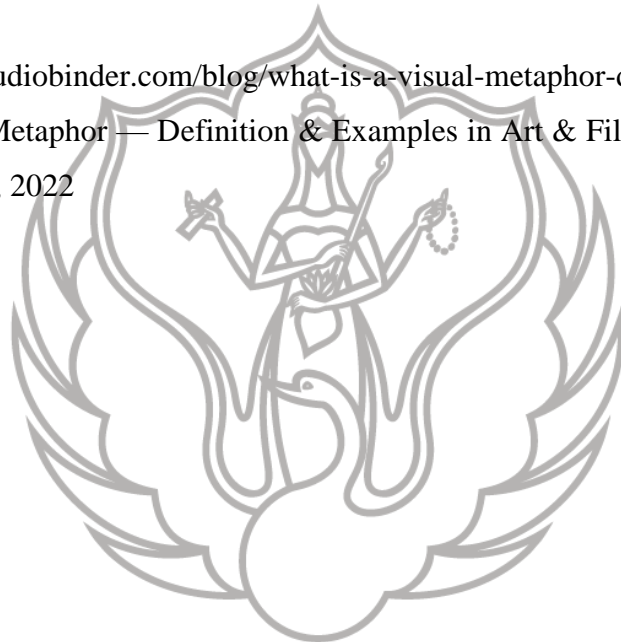 udiobinder.com/blog/what-is-a-visual-metaphor-
Metaphor — Definition & Examples in Art & Fil
, 2022